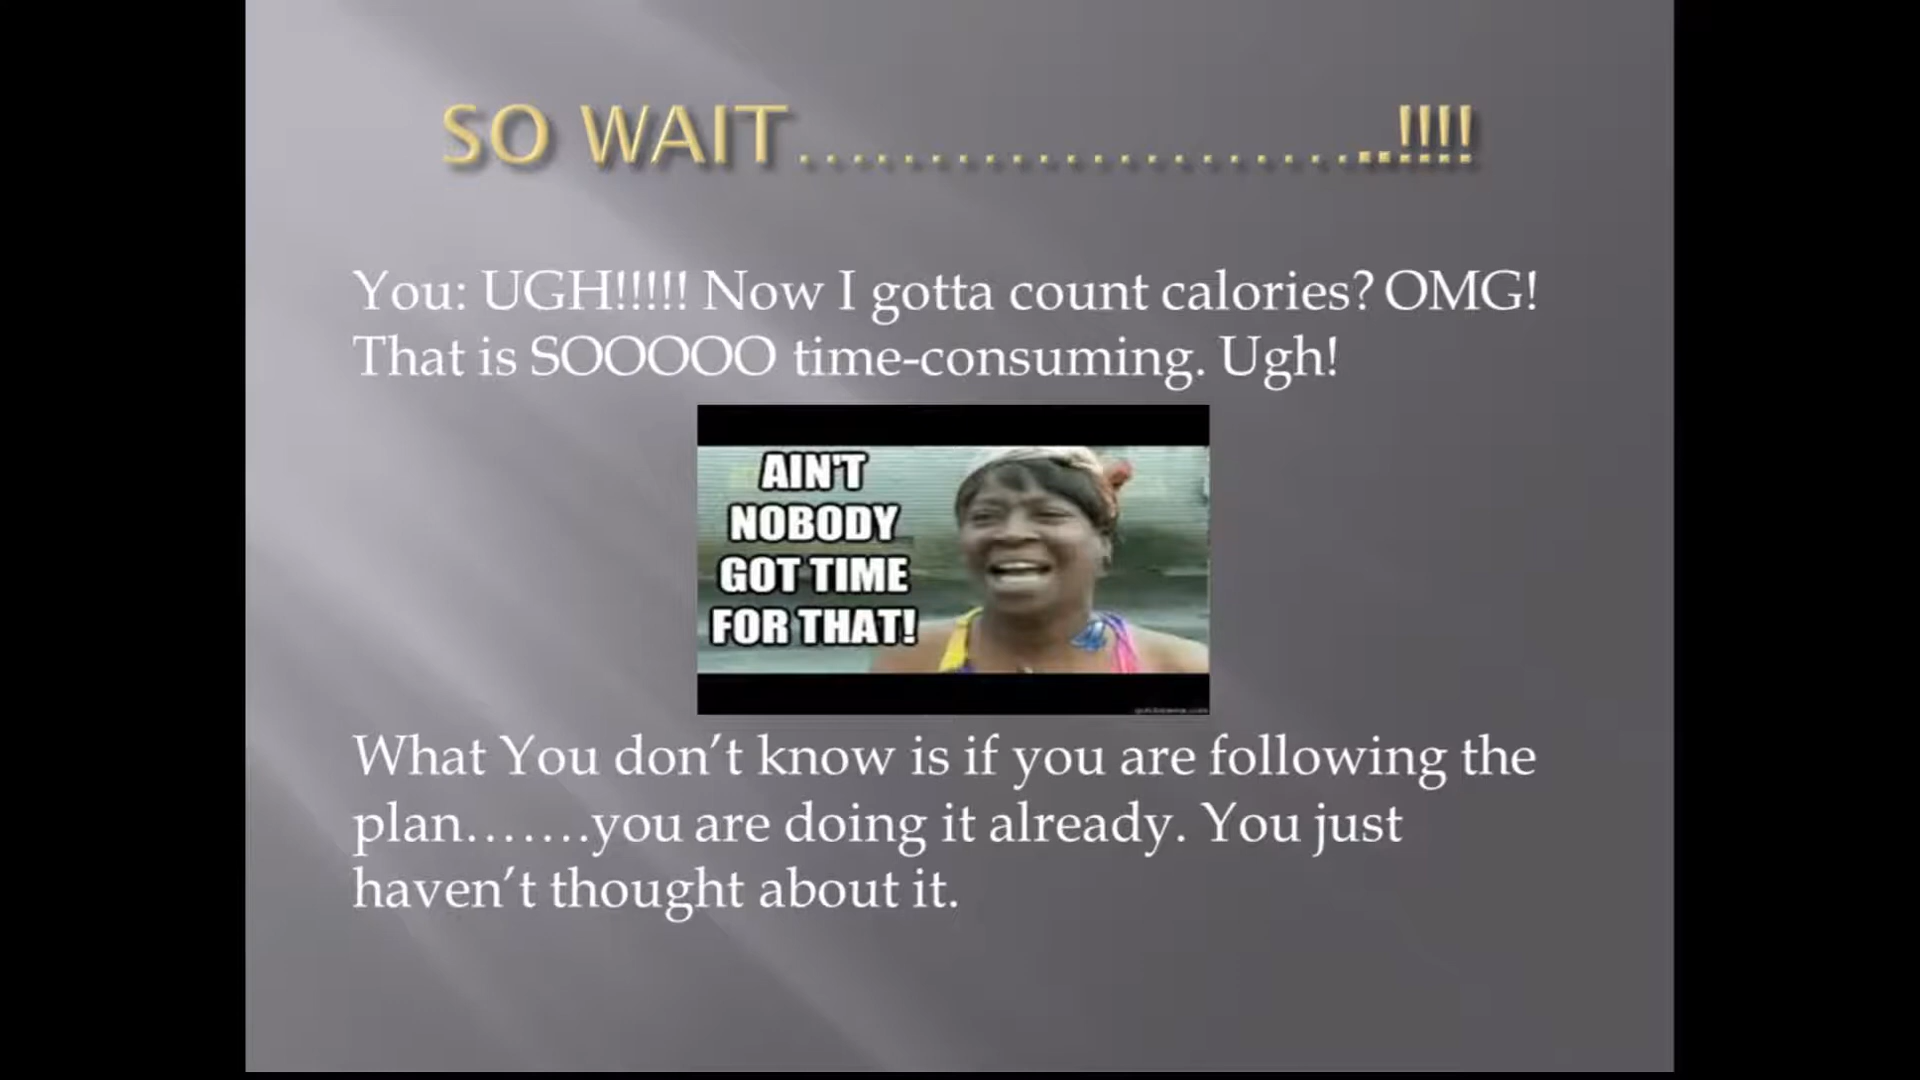 SO WAIT……………………..!!!!
You: UGH!!!!! Now I gotta count calories? OMG!
That is SOOOOO time-consuming. Ugh!
AIN'T
NOBODY
GOT TIME
FOR THAT!
What You don’t know is if you are following the
plan…….you are doing it already. You just
haven’t thought about it.